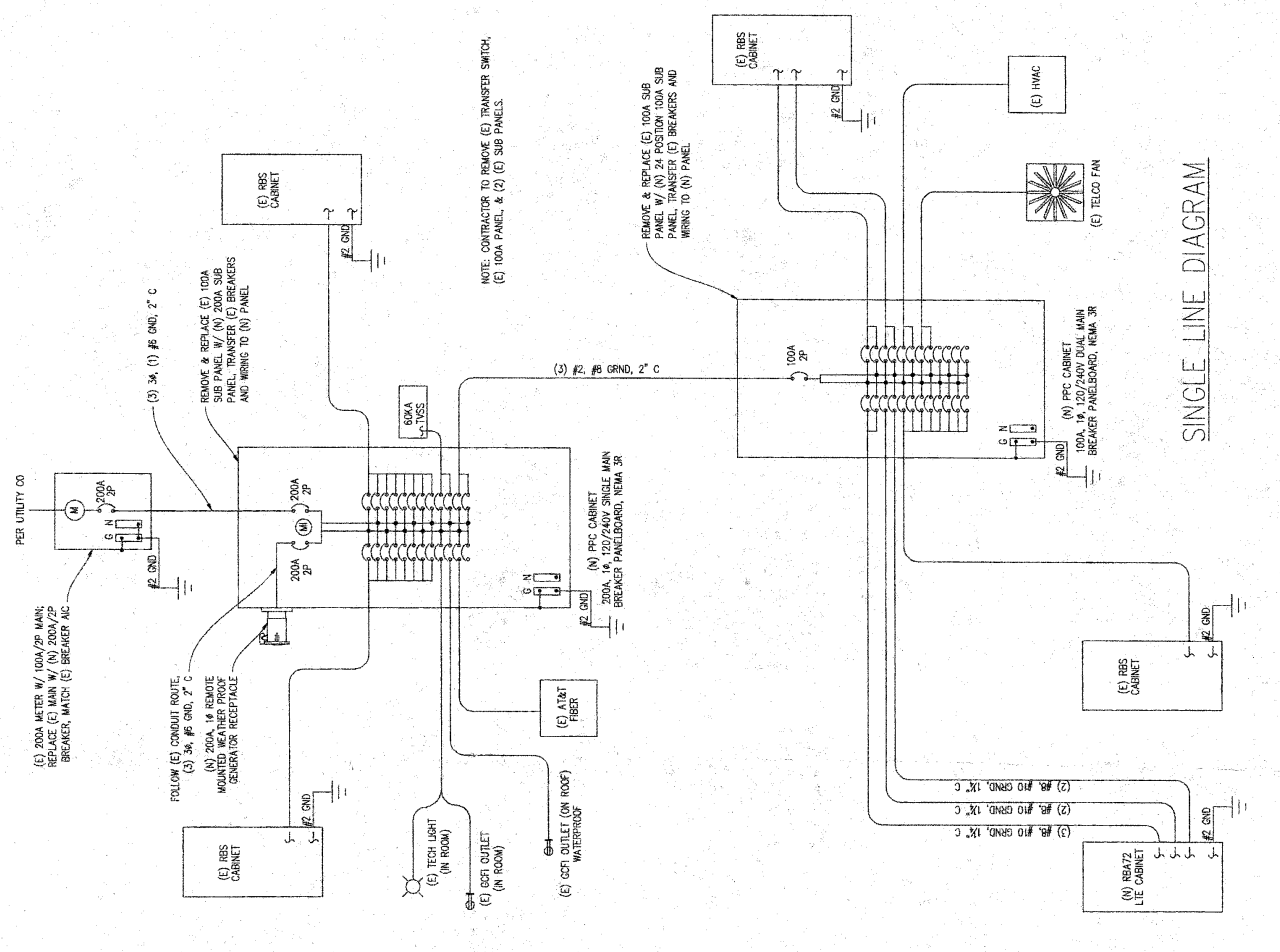 PER UTILITY CO
M
200A
2P
G N
#2 GND
(E) 200A METER W/ 100A/2P MAIN;
REPLACE (E) MAIN W/ (N) 200A/2P
BREAKER, MATCH (E) BREAKER AIC
(3) 3ø, (1) #6 GND, 2" C
REMOVE & REPLACE (E) 100A
SUB PANEL W/ (N) 200A SUB
PANEL, TRANSFER (E) BREAKERS
AND WIRING TO (N) PANEL
(E) RBS
CABINET
#2 GND
NOTE: CONTRACTOR TO REMOVE (E) TRANSFER SWITCH,
(E) 100A PANEL, & (2) (E) SUB PANELS.
FOLLOW (E) CONDUIT ROUTE,
(3) 3ø, #6 GND, 2" C
(N) 200A, 1ø REMOTE
MOUNTED WEATHER PROOF
GENERATOR RECEPTACLE
200A
2P
MI
200A
2P
60KA
TVSS
G N
#2 GND
(N) PPC CABINET
200A, 1ø, 120/240V SINGLE MAIN
BREAKER PANELBOARD, NEMA 3R
(E) RBS
CABINET
#2 GND
(E) TECH LIGHT
(IN ROOM)
(E) GCFI OUTLET
(IN ROOM)
(E) GCFI OUTLET (ON ROOF)
WATERPROOF
(E) AT&T
FIBER
(3) #2, #8 GRND, 2" C
REMOVE & REPLACE (E) 100A SUB
PANEL W/ (N) 24 POSITION 100A SUB
PANEL, TRANSFER (E) BREAKERS AND
WIRING TO (N) PANEL
(E) RBS
CABINET
#2 GND
(E) HVAC
(E) TELCO FAN
100A
2P
G N
#2 GND
(N) PPC CABINET
100A, 1ø, 120/240V DUAL MAIN
BREAKER PANELBOARD, NEMA 3R
(E) RBS
CABINET
#2 GND
(2) #8, #10 GRND, 1¼" C
(2) #8, #10 GRND, 1¼" C
(3) #8, #10 GRND, 1¼" C
(N) RBA72
LTE CABINET
#2 GND
SINGLE LINE DIAGRAM